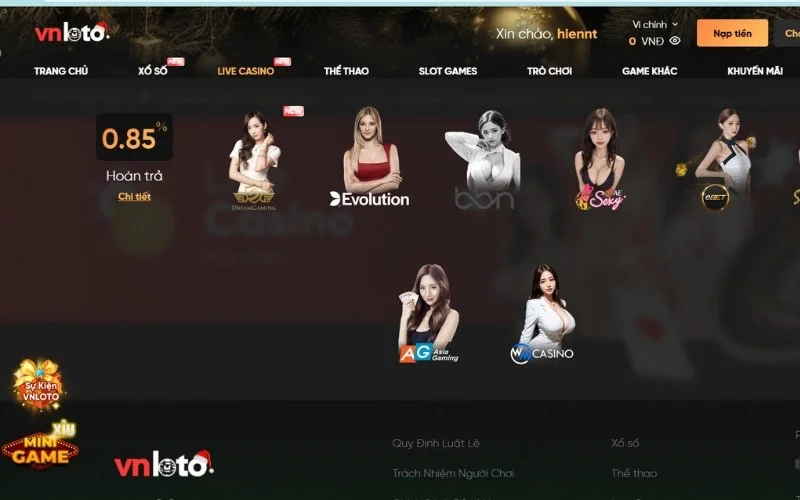 vnloto
Xin chào, hiennt
Ví chính
0 VNĐ
Nạp tiền
TRANG CHỦ
XỔ SỐ
NEW
LIVE CASINO
NEW
THỂ THAO
SLOT GAMES
TRÒ CHƠI
GAME KHÁC
KHUYẾN MÃI
0.85%
Hoàn trả
Chi tiết
NEW
DREAMGAMING
Evolution
bon
AE
Sexy
eBET
Casino
AG Asia
Gaming
WM CASINO
Sự Kiện
VNLOTO
XÌU
MINI
GAME
vnloto
Quy Định Luật Lệ
Xổ số
Trách Nhiệm Người Chơi
Thể thao